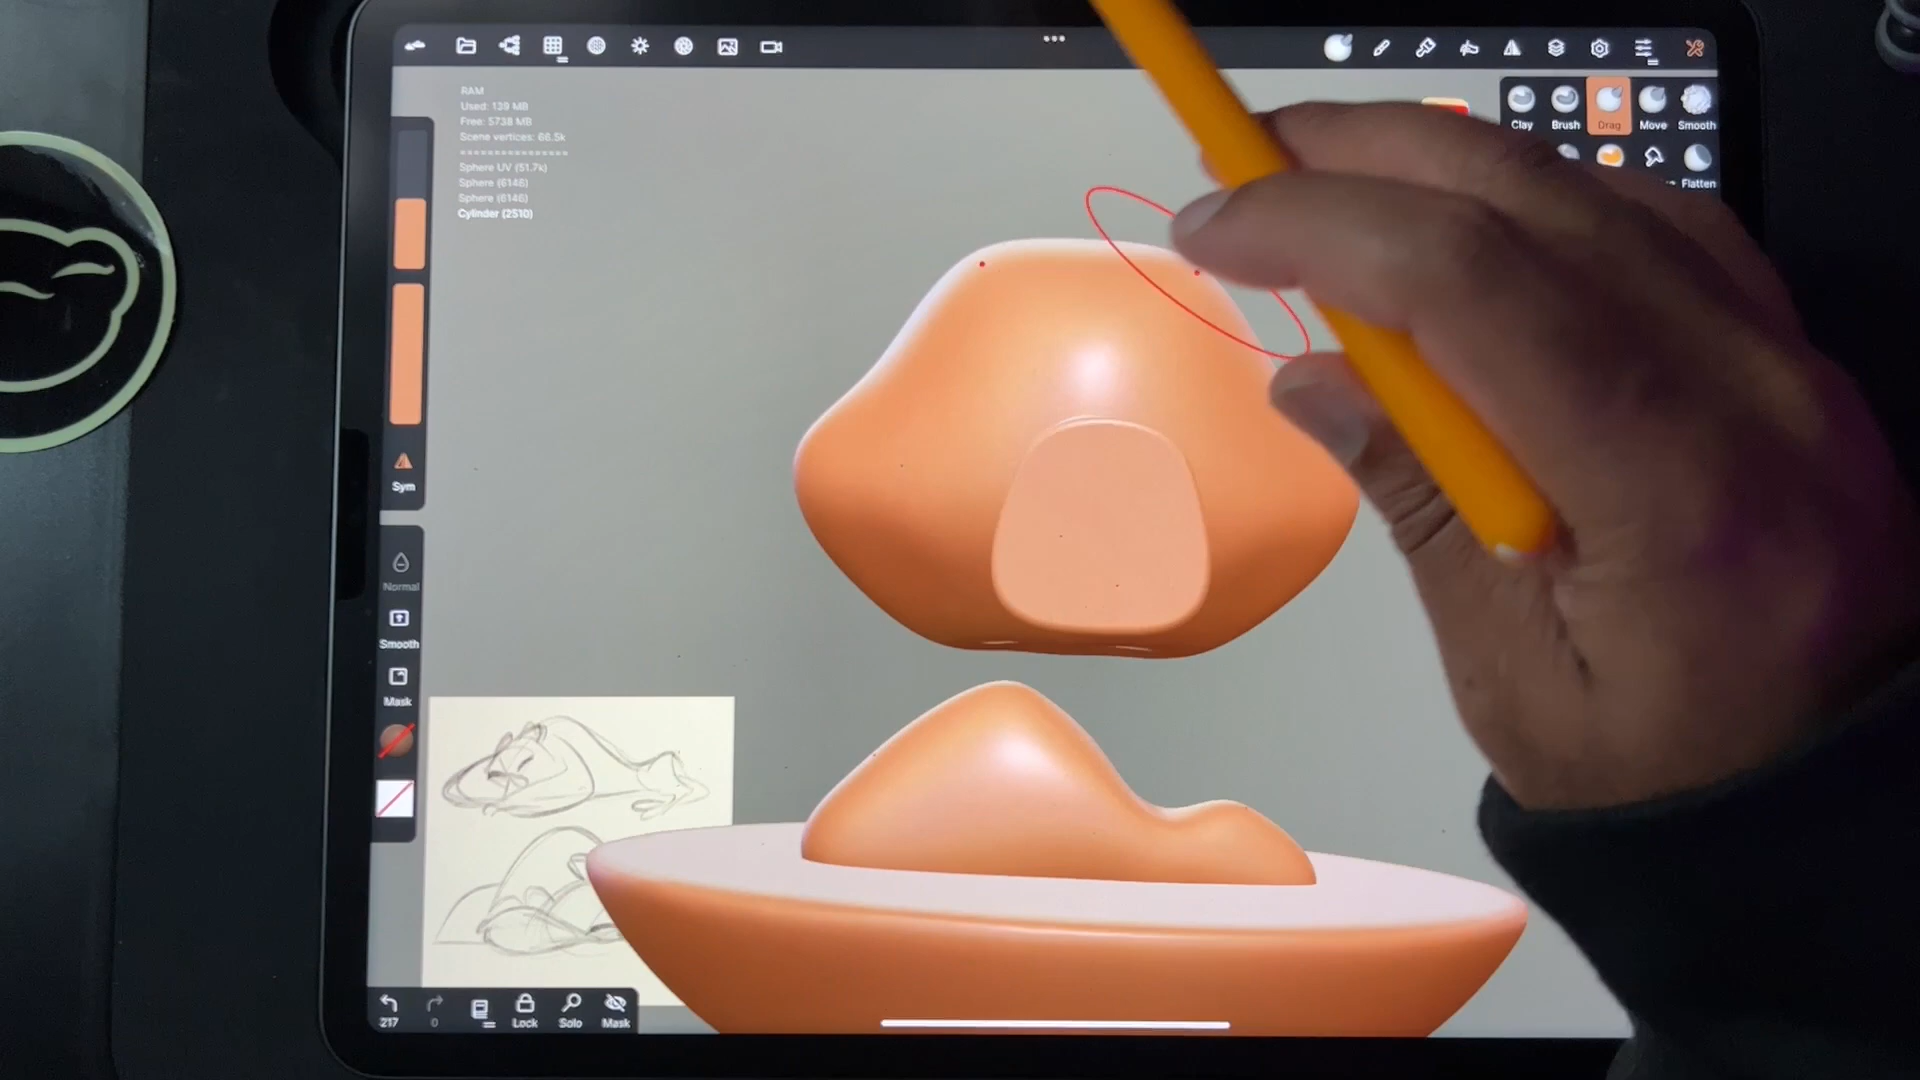 RAM
Used: 139 MB
Free: 5738 MB
Scene vertices: 66.5k
================
Sphere UV (51.7k)
Sphere (6146)
Sphere (6146)
Cylinder (2510)
Clay Brush Drag Move Smooth
Flatten
Sym
Normal
Smooth
Mask
217 0 Lock Solo Mask